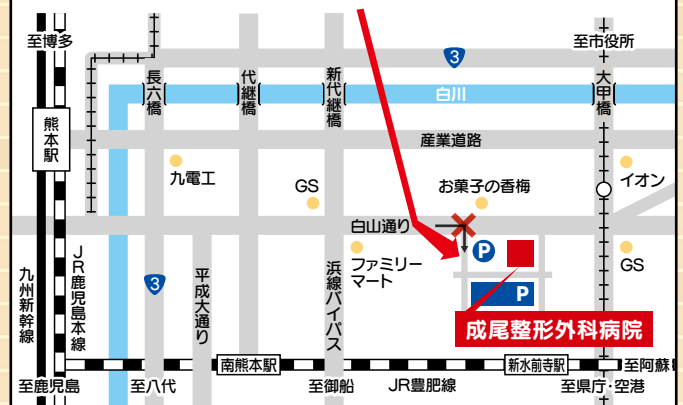 至博多
3
至市役所
長六橋
代継橋
新代継橋
白川
大甲橋
熊本駅
産業道路
九電工
GS
お菓子の香梅
イオン
白山通り
P
ファミリー
マート
GS
九州新幹線
JR鹿児島本線
3
平成大通り
浜線バイパス
P
成尾整形外科病院
南熊本駅
新水前寺駅
至阿蘇
至鹿児島
至八代
至御船
JR豊肥線
至県庁・空港